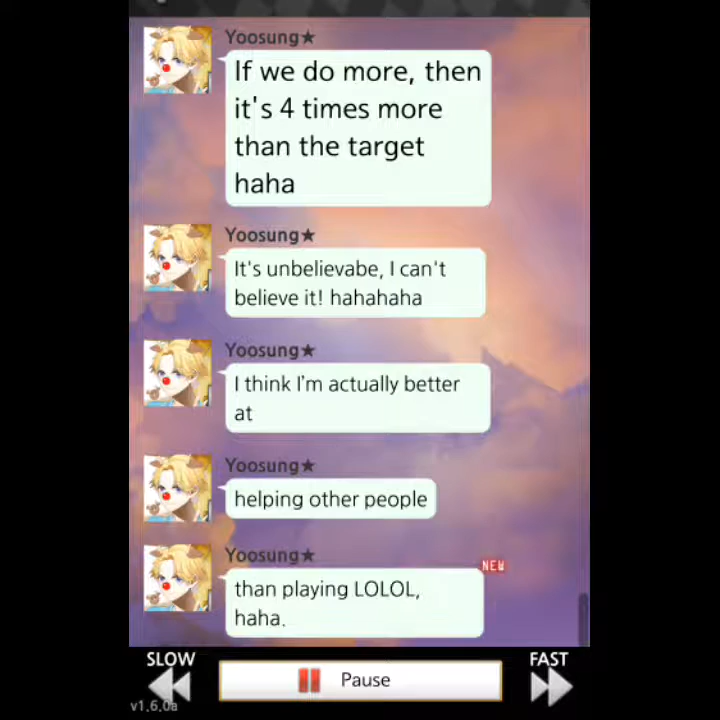 Yoosung★
If we do more, then
it's 4 times more
than the target
haha
Yoosung★
It's unbelievabe, I can't
believe it! hahahaha
Yoosung★
I think I'm actually better
at
Yoosung★
helping other people
Yoosung★
NEW
than playing LOLOL,
haha.
SLOW
Pause
FAST
v1.6.0a